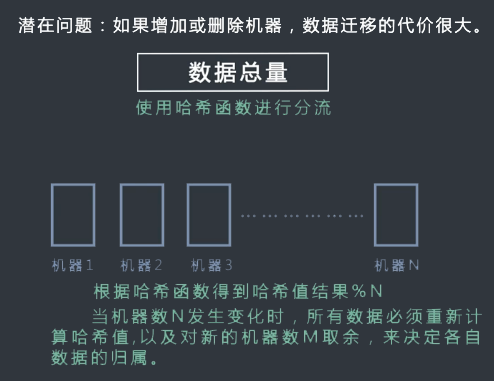 潜在问题：如果增加或删除机器，数据迁移的代价很大。
数据总量
使用哈希函数进行分流
………………
机器1 机器2 机器3 机器N
根据哈希函数得到哈希值结果%N
当机器数N发生变化时，所有数据必须重新计
算哈希值,以及对新的机器数M取余，来决定各自
数据的归属。